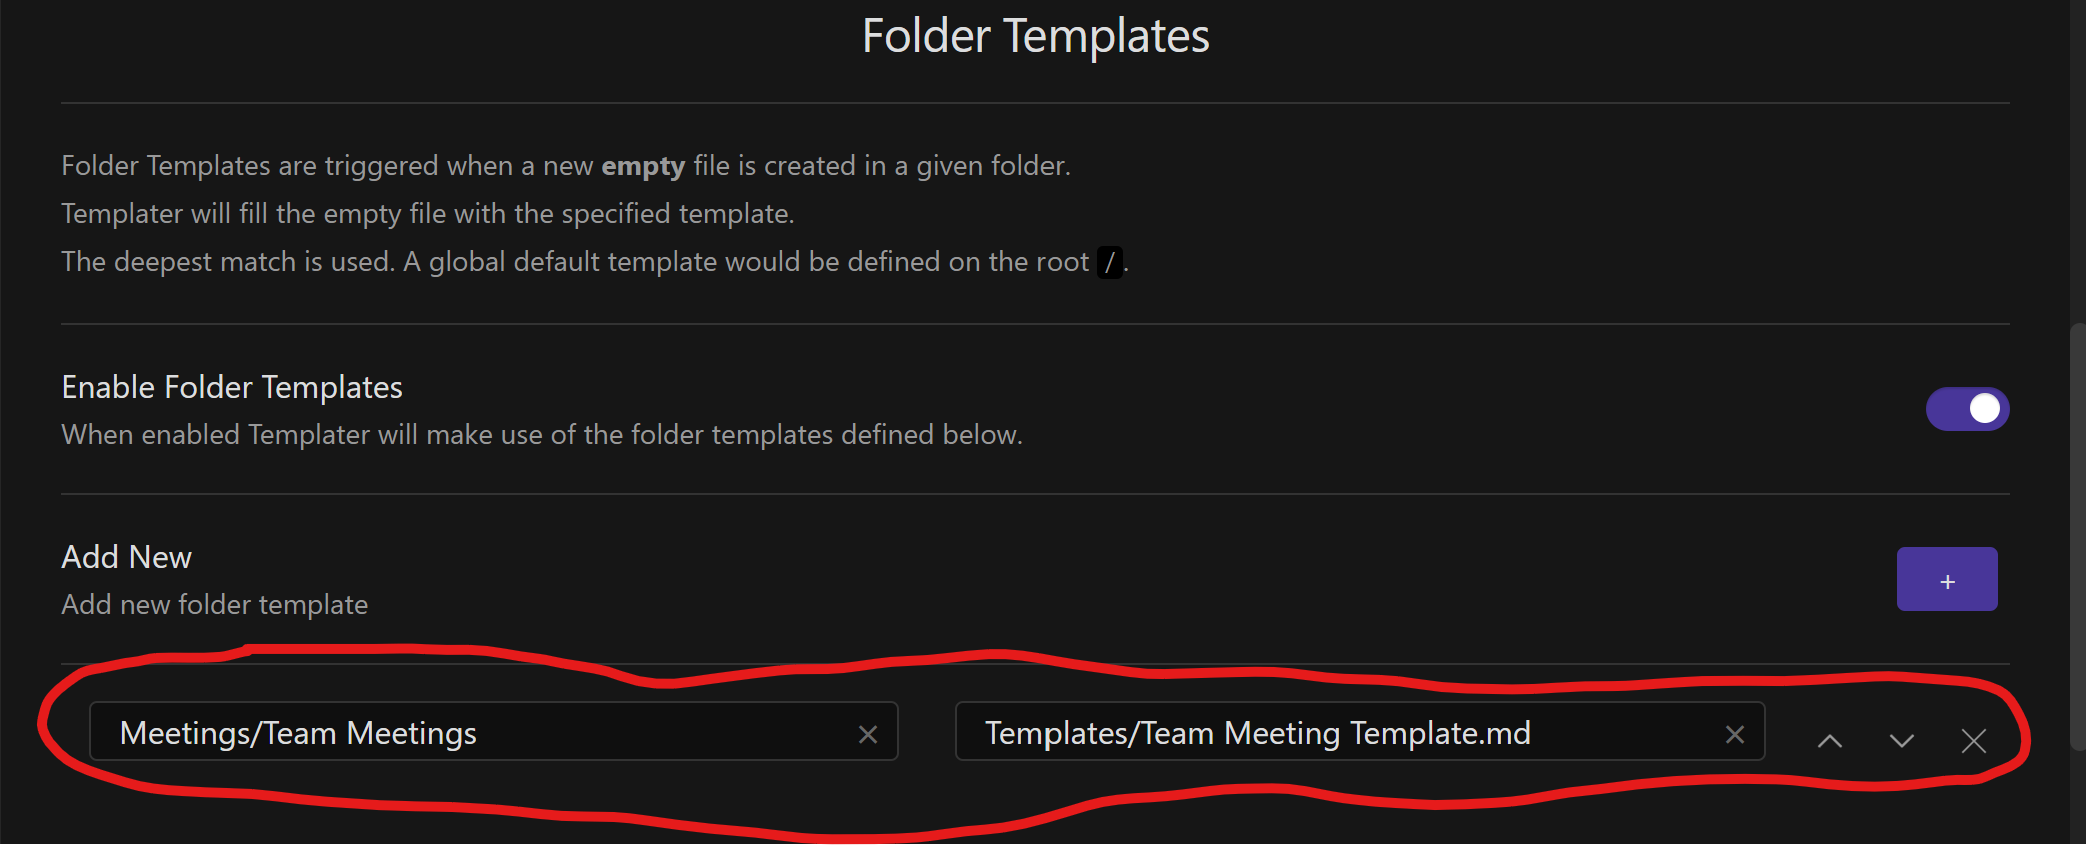 Folder Templates
Folder Templates are triggered when a new empty file is created in a given folder.
Templater will fill the empty file with the specified template.
The deepest match is used. A global default template would be defined on the root /.
Enable Folder Templates
When enabled Templater will make use of the folder templates defined below.
Add New
Add new folder template
+
Meetings/Team Meetings
Templates/Team Meeting Template.md